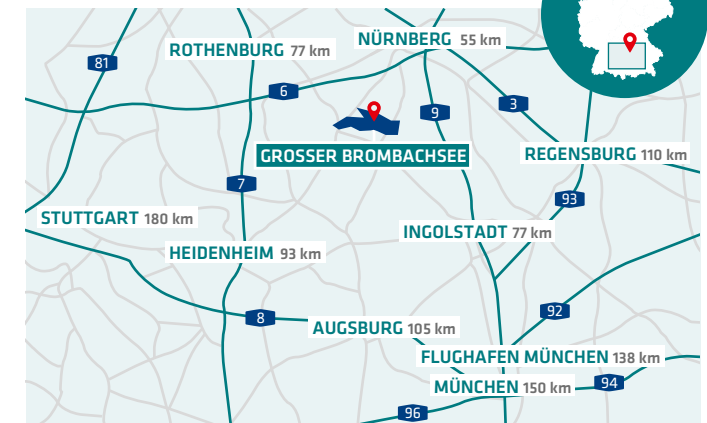 NÜRNBERG 55 km
ROTHENBURG 77 km
81
6
3
9
GROSSER BROMBACHSEE
REGENSBURG 110 km
7
93
STUTTGART 180 km
INGOLSTADT 77 km
HEIDENHEIM 93 km
92
8
AUGSBURG 105 km
FLUGHAFEN MÜNCHEN 138 km
MÜNCHEN 150 km
94
96